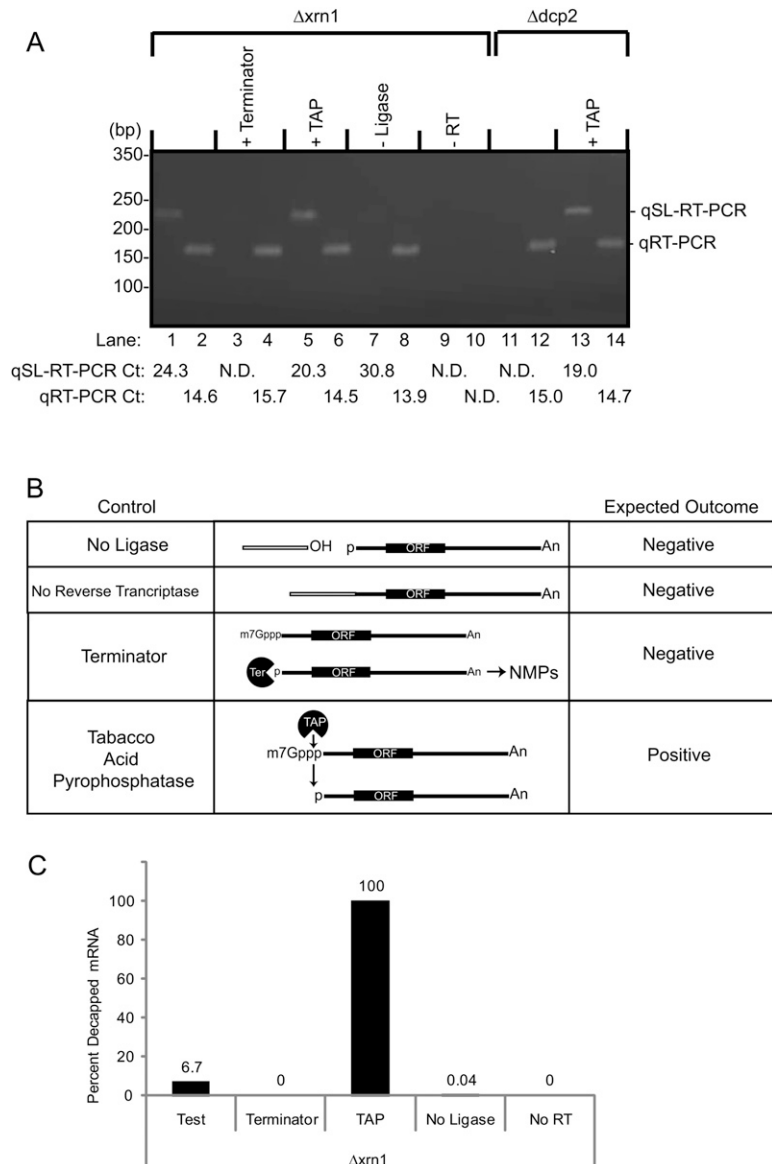 A
Δxrn1
Δdcp2
+ Terminator
+ TAP
- Ligase
- RT
+ TAP
(bp)
350-
250-
200-
150-
100-
- qSL-RT-PCR
- qRT-PCR
Lane: 1 2 3 4 5 6 7 8 9 10 11 12 13 14
qSL-RT-PCR Ct: 24.3 N.D. 20.3 30.8 N.D. N.D. 19.0
qRT-PCR Ct: 14.6 15.7 14.5 13.9 N.D. 15.0 14.7
B
Control Expected Outcome
No Ligase OH p ORF An Negative
No Reverse Trancriptase ORF An Negative
m7Gppp ORF An
Terminator Negative
Ter p ORF An NMPs
TAP
Tabacco
m7Gppp ORF An
Acid Positive
Pyrophosphatase
p ORF An
C
Percent Decapped mRNA
100
80
60
40
20
0
6.7
0
100
0.04
0
Test Terminator TAP No Ligase No RT
Δxrn1